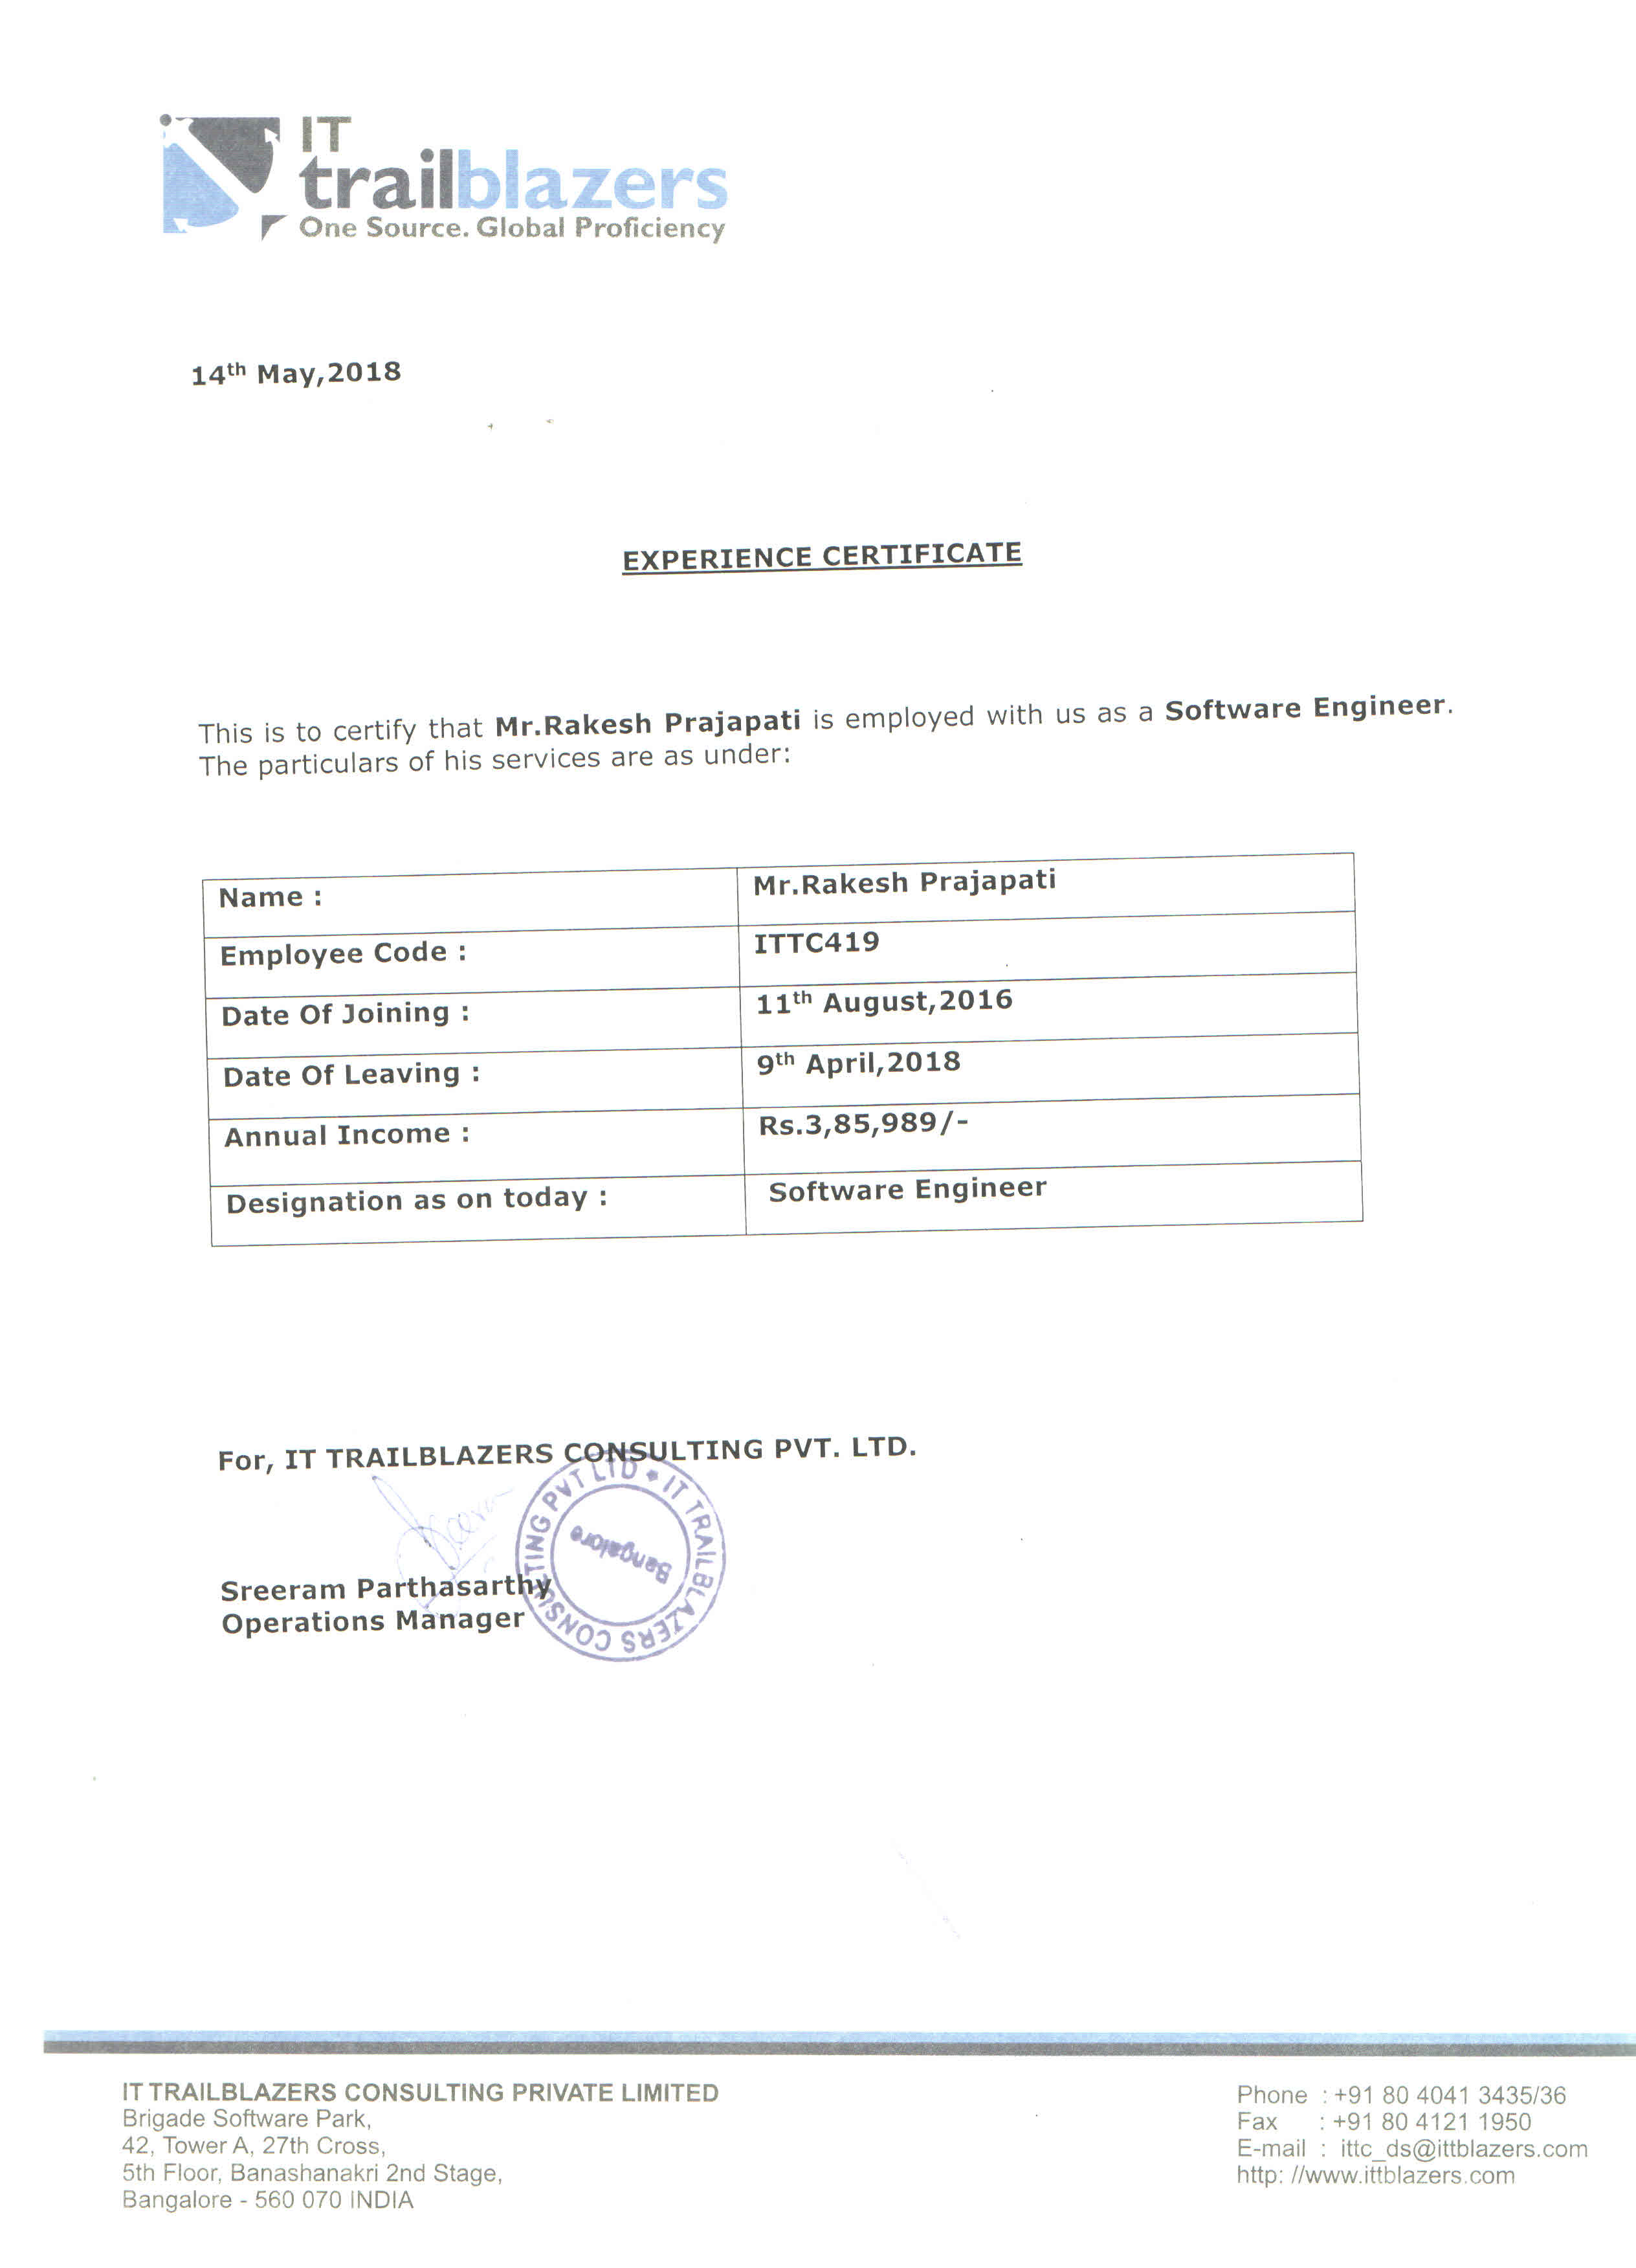 IT
trailblazers
One Source. Global Proficiency
14th May,2018
EXPERIENCE CERTIFICATE
This is to certify that Mr.Rakesh Prajapati is employed with us as a Software Engineer.
The particulars of his services are as under:
Name : Mr.Rakesh Prajapati
Employee Code : ITTC419
Date Of Joining : 11th August,2016
Date Of Leaving : 9th April,2018
Annual Income : Rs.3,85,989/-
Designation as on today : Software Engineer
For, IT TRAILBLAZERS CONSULTING PVT. LTD.
IT TRAILBLAZERS CONSULTING PVT LTD
Bangalore
Sreeram Parthasarthy
Operations Manager
IT TRAILBLAZERS CONSULTING PRIVATE LIMITED
Brigade Software Park,
42, Tower A, 27th Cross,
5th Floor, Banashanakri 2nd Stage,
Bangalore - 560 070 INDIA
Phone : +91 80 4041 3435/36
Fax : +91 80 4121 1950
E-mail : ittc_ds@ittblazers.com
http: //www.ittblazers.com